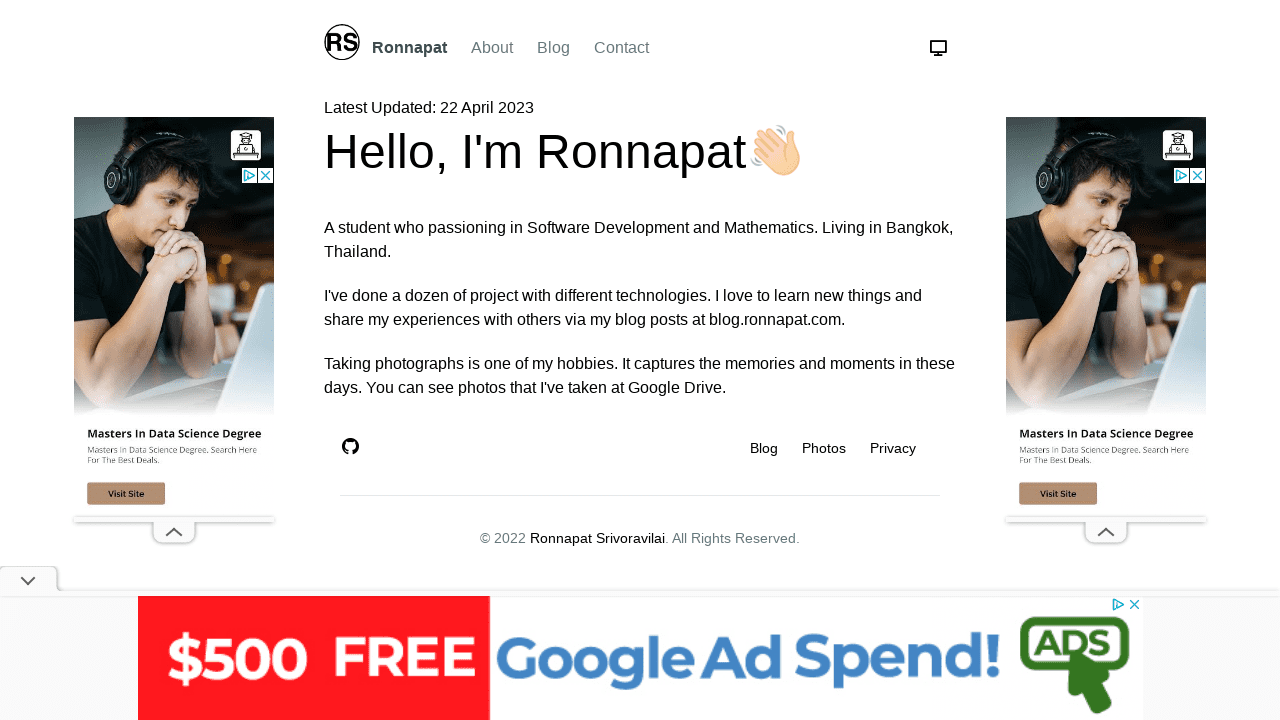 RS Ronnapat About Blog Contact
Latest Updated: 22 April 2023
Hello, I'm Ronnapat👋🏻
A student who passioning in Software Development and Mathematics. Living in Bangkok,
Thailand.
I've done a dozen of project with different technologies. I love to learn new things and
share my experiences with others via my blog posts at blog.ronnapat.com.
Taking photographs is one of my hobbies. It captures the memories and moments in these
days. You can see photos that I've taken at Google Drive.
Blog Photos Privacy
© 2022 Ronnapat Srivoravilai. All Rights Reserved.
Masters In Data Science Degree
Masters In Data Science Degree. Search Here
For The Best Deals.
Visit Site
Masters In Data Science Degree
Masters In Data Science Degree. Search Here
For The Best Deals.
Visit Site
$500 FREE Google Ad Spend! ADS